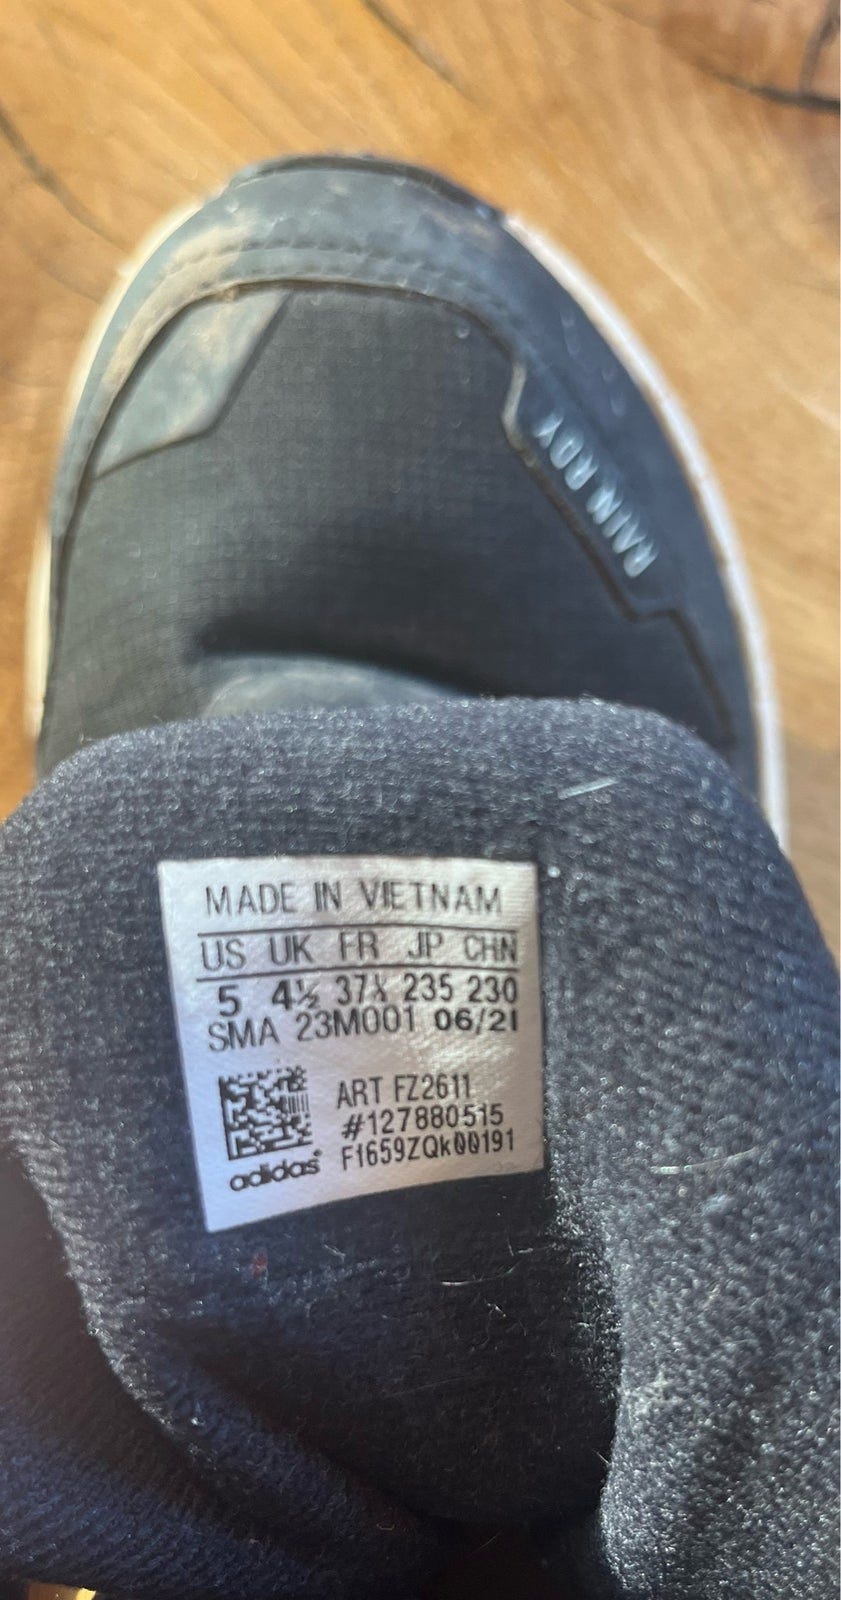 RAIN RDY
MADE IN VIETNAM
US UK FR JP CHN
5 4½ 37⅓ 235 230
SMA 23M001 06/21
ART FZ2611
#127880515
F1659ZQk00191
adidas®